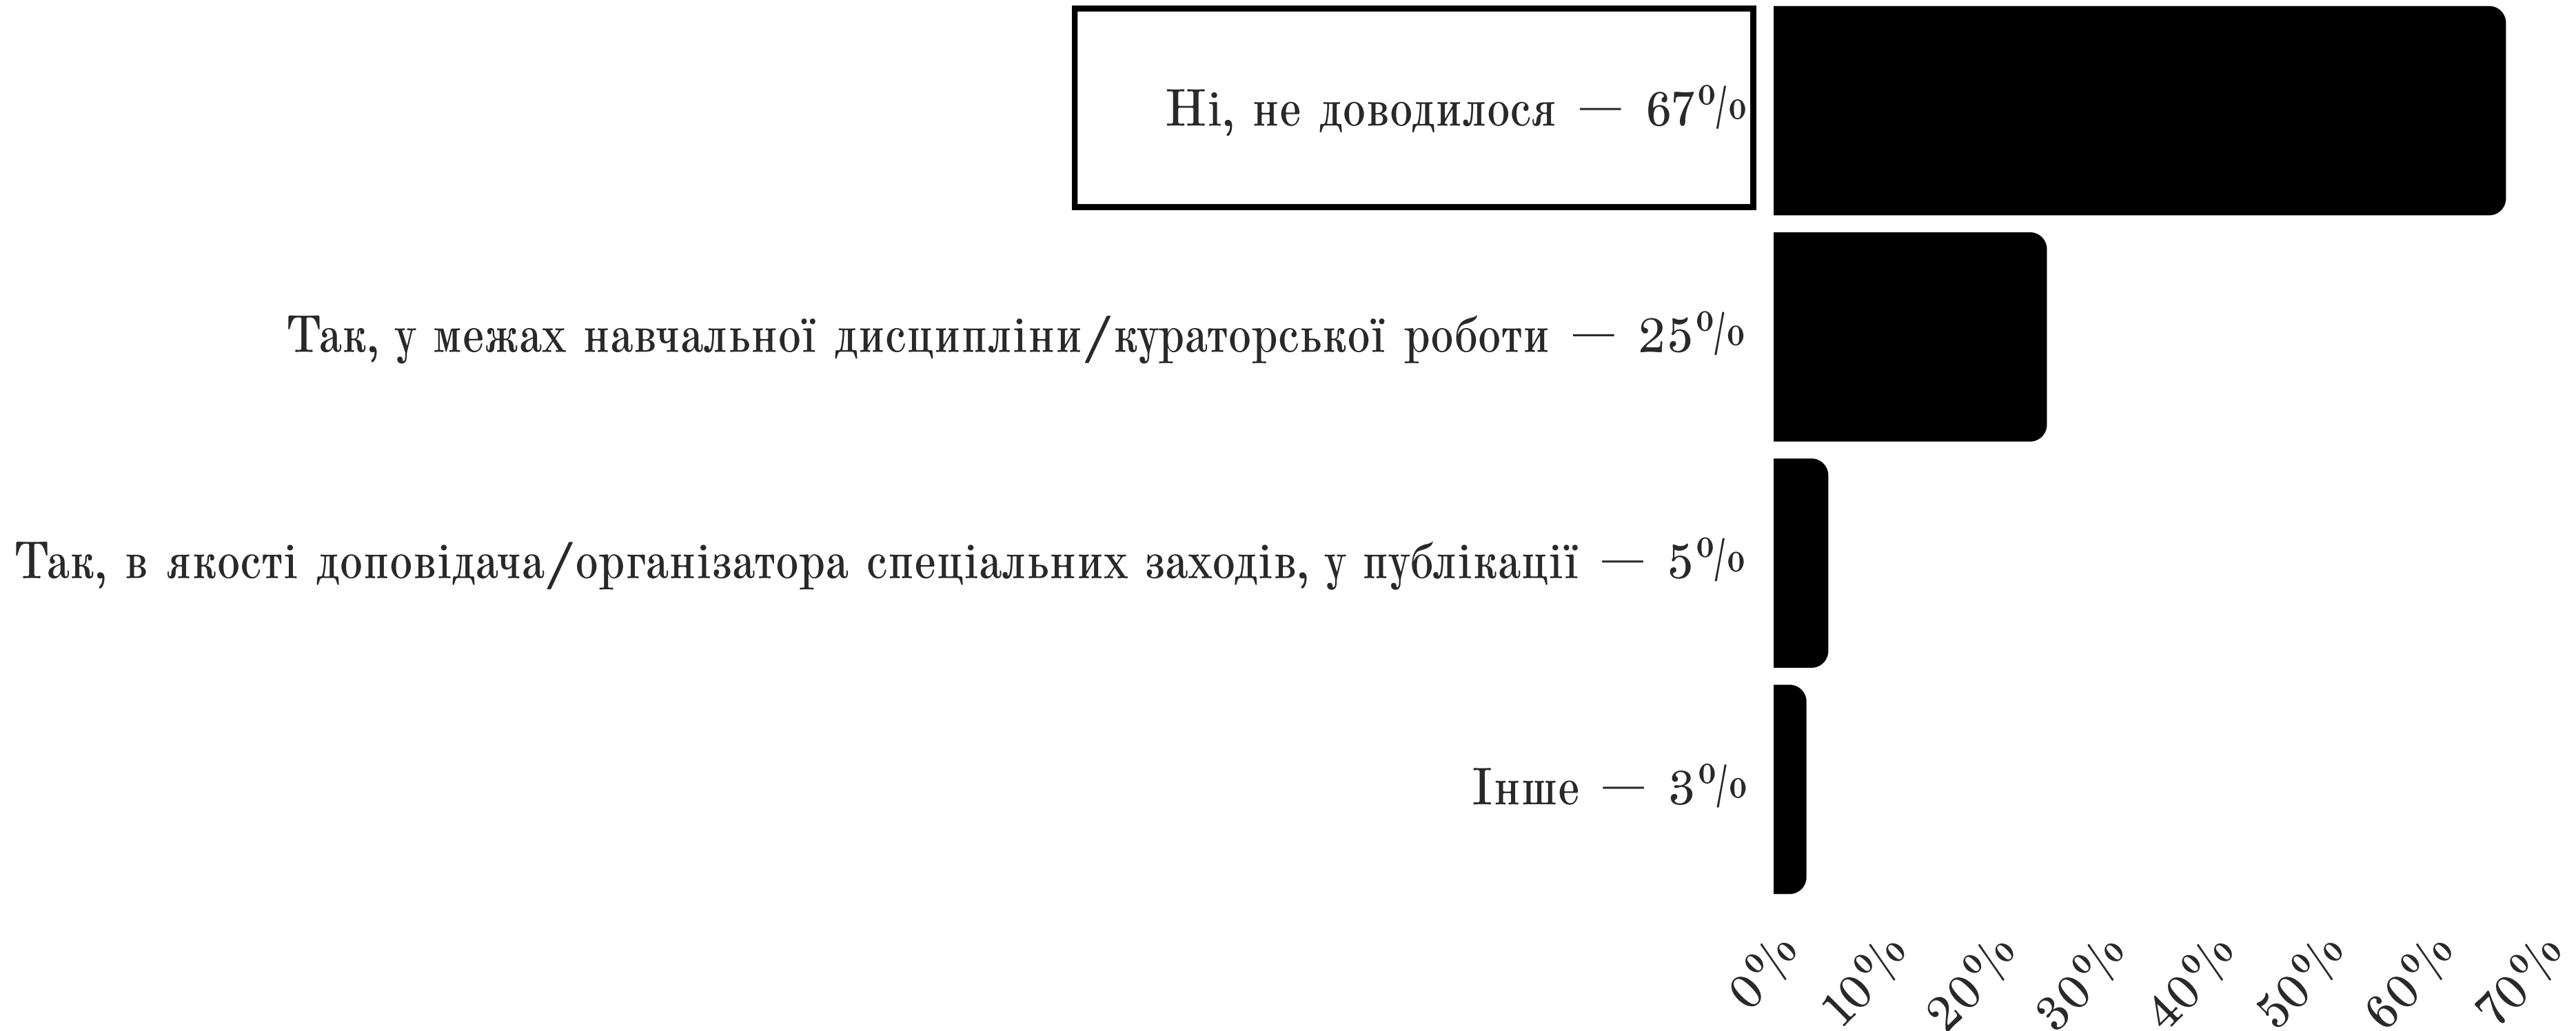 Ні, не доводилося — 67%
Так, у межах навчальної дисципліни/кураторської роботи — 25%
Так, в якості доповідача/організатора спеціальних заходів, у публікації — 5%
Інше — 3%
0% 10% 20% 30% 40% 50% 60% 70%